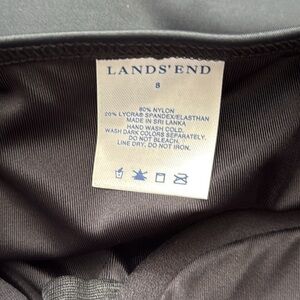 LANDS' END
8
80% NYLON
20% LYCRA® SPANDEX/ELASTHAN
MADE IN SRI LANKA
HAND WASH COLD.
WASH DARK COLORS SEPARATELY.
DO NOT BLEACH.
LINE DRY, DO NOT IRON.